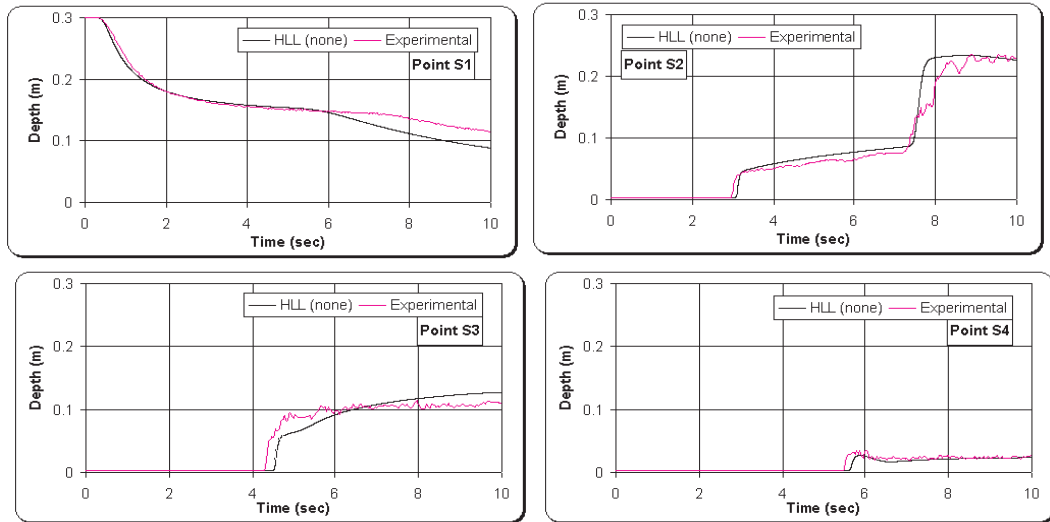 0.3
HLL (none) Experimental
Point S1
0.2
Depth (m)
0.1
0
0 2 4 6 8 10
Time (sec)
0.3
HLL (none) Experimental
Point S2
0.2
Depth (m)
0.1
0
0 2 4 6 8 10
Time (sec)
0.3
HLL (none) Experimental
Point S3
0.2
Depth (m)
0.1
0
0 2 4 6 8 10
Time (sec)
0.3
HLL (none) Experimental
Point S4
0.2
Depth (m)
0.1
0
0 2 4 6 8 10
Time (sec)